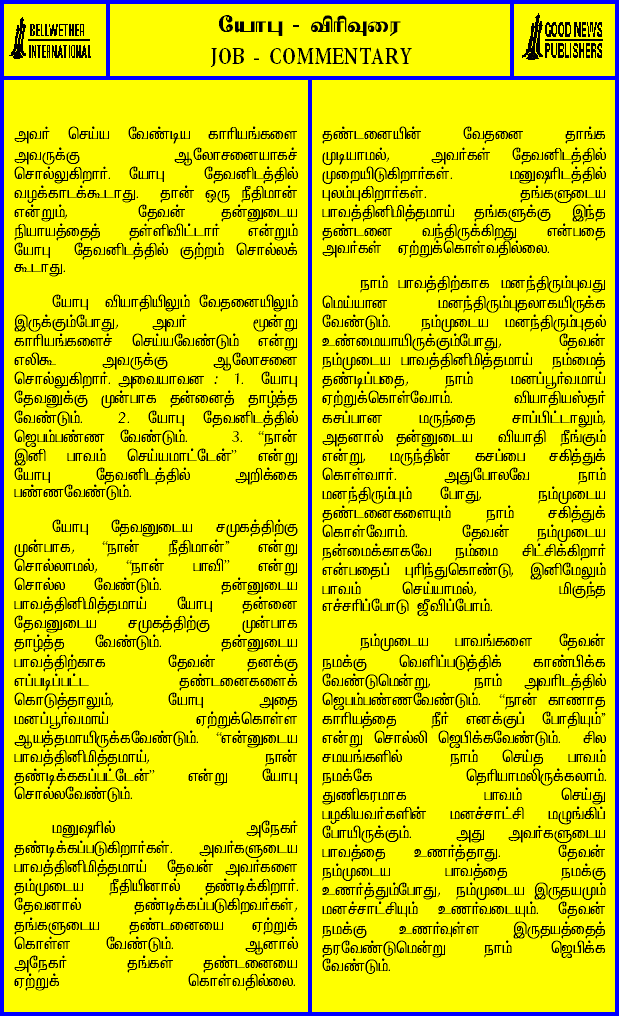 BELLWETHER
INTERNATIONAL
யோபு - விரிவுரை
JOB - COMMENTARY
GOOD NEWS
PUBLISHERS
அவர் செய்ய வேண்டிய காரியங்களை
அவருக்கு ஆலோசனையாகச்
சொல்லுகிறார். யோபு தேவனிடத்தில்
வழக்காடக்கூடாது. தான் ஒரு நீதிமான்
என்றும், தேவன் தன்னுடைய
நியாயத்தைத் தள்ளிவிட்டார் என்றும்
யோபு தேவனிடத்தில் குற்றம் சொல்லக்
கூடாது.
யோபு வியாதியிலும் வேதனையிலும்
இருக்கும்போது, அவர் மூன்று
காரியங்களைச் செய்யவேண்டும் என்று
எலிகூ அவருக்கு ஆலோசனை
சொல்லுகிறார். அவையாவன : 1. யோபு
தேவனுக்கு முன்பாக தன்னைத் தாழ்த்த
வேண்டும். 2. யோபு தேவனிடத்தில்
ஜெபம்பண்ண வேண்டும். 3. “நான்
இனி பாவம் செய்யமாட்டேன்” என்று
யோபு தேவனிடத்தில் அறிக்கை
பண்ணவேண்டும்.
யோபு தேவனுடைய சமுகத்திற்கு
முன்பாக, “நான் நீதிமான்” என்று
சொல்லாமல், “நான் பாவி” என்று
சொல்ல வேண்டும். தன்னுடைய
பாவத்தினிமித்தமாய் யோபு தன்னை
தேவனுடைய சமுகத்திற்கு முன்பாக
தாழ்த்த வேண்டும். தன்னுடைய
பாவத்திற்காக தேவன் தனக்கு
எப்படிப்பட்ட தண்டனைகளைக்
கொடுத்தாலும், யோபு அதை
மனப்பூர்வமாய் ஏற்றுக்கொள்ள
ஆயத்தமாயிருக்கவேண்டும். “என்னுடைய
பாவத்தினிமித்தமாய், நான்
தண்டிக்ககப்பட்டேன்” என்று யோபு
சொல்லவேண்டும்.
மனுஷரில் அநேகர்
தண்டிக்கப்படுகிறார்கள். அவர்களுடைய
பாவத்தினிமித்தமாய் தேவன் அவர்களை
தம்முடைய நீதியினால் தண்டிக்கிறார்.
தேவனால் தண்டிக்கப்படுகிறவர்கள்,
தங்களுடைய தண்டனையை ஏற்றுக்
கொள்ள வேண்டும். ஆனால்
அநேகர் தங்கள் தண்டனையை
ஏற்றுக் கொள்வதில்லை.
தண்டனையின் வேதனை தாங்க
முடியாமல், அவர்கள் தேவனிடத்தில்
முறையிடுகிறார்கள். மனுஷரிடத்தில்
புலம்புகிறார்கள். தங்களுடைய
பாவத்தினிமித்தமாய் தங்களுக்கு இந்த
தண்டனை வந்திருக்கிறது என்பதை
அவர்கள் ஏற்றுக்கொள்வதில்லை.
நாம் பாவத்திற்காக மனந்திரும்புவது
மெய்யான மனந்திரும்புதலாகயிருக்க
வேண்டும். நம்முடைய மனந்திரும்புதல்
உண்மையாயிருக்கும்போது, தேவன்
நம்முடைய பாவத்தினிமித்தமாய் நம்மைத்
தண்டிப்பதை, நாம் மனப்பூர்வமாய்
ஏற்றுக்கொள்வோம். வியாதியஸ்தர்
கசப்பான மருந்தை சாப்பிட்டாலும்,
அதனால் தன்னுடைய வியாதி நீங்கும்
என்று, மருந்தின் கசப்பை சகித்துக்
கொள்வார். அதுபோலவே நாம்
மனந்திரும்பும் போது, நம்முடைய
தண்டனைகளையும் நாம் சகித்துக்
கொள்வோம். தேவன் நம்முடைய
நன்மைக்காகவே நம்மை சிட்சிக்கிறார்
என்பதைப் புரிந்துகொண்டு, இனிமேலும்
பாவம் செய்யாமல், மிகுந்த
எச்சரிப்போடு ஜீவிப்போம்.
நம்முடைய பாவங்களை தேவன்
நமக்கு வெளிப்படுத்திக் காண்பிக்க
வேண்டுமென்று, நாம் அவரிடத்தில்
ஜெபம்பண்ணவேண்டும். “நான் காணாத
காரியத்தை நீர் எனக்குப் போதியும்”
என்று சொல்லி ஜெபிக்கவேண்டும். சில
சமயங்களில் நாம் செய்த பாவம்
நமக்கே தெரியாமலிருக்கலாம்.
துணிகரமாக பாவம் செய்து
பழகியவர்களின் மனச்சாட்சி மழுங்கிப்
போயிருக்கும். அது அவர்களுடைய
பாவத்தை உணர்த்தாது. தேவன்
நம்முடைய பாவத்தை நமக்கு
உணர்த்தும்போது, நம்முடைய இருதயமும்
மனச்சாட்சியும் உணர்வடையும். தேவன்
நமக்கு உணர்வுள்ள இருதயத்தைத்
தரவேண்டுமென்று நாம் ஜெபிக்க
வேண்டும்.